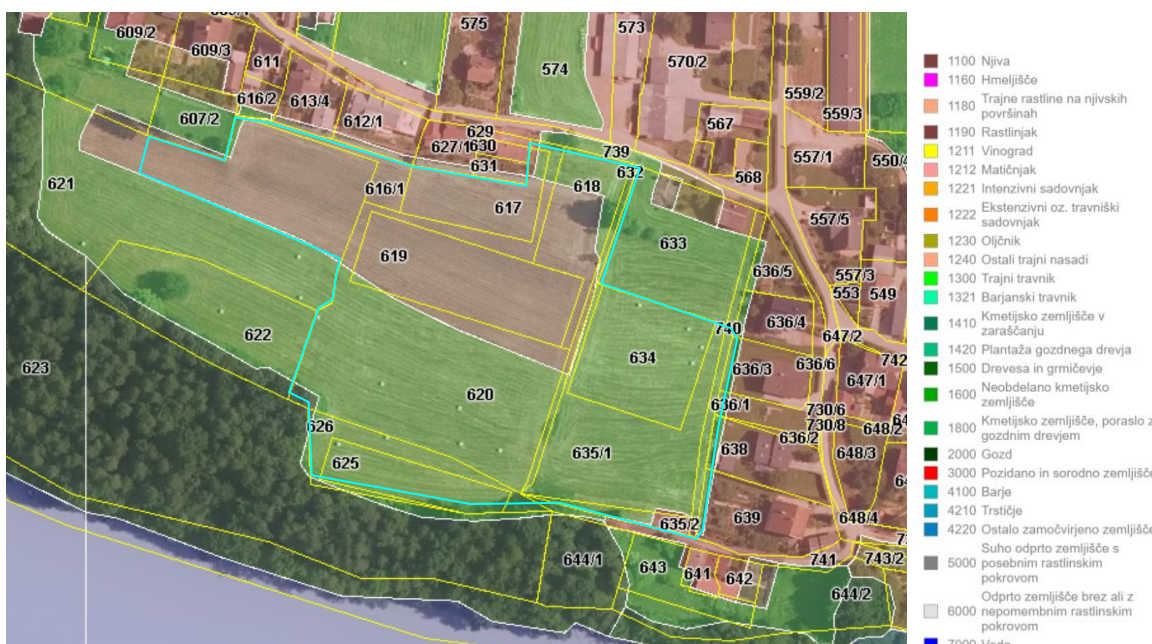 609/2
575
573
609/3
611
574
570/2
616/2
613/4
559/2
559/3
607/2
612/1
629
567
627/1
630
739
557/1
550/4
631
632
568
621
616/1
618
617
557/5
633
619
636/5
557/3
553
549
622
740
636/4
647/2
742
623
634
636/3
636/6
647/1
620
636/1
730/6
626
730/8
648/2
636/2
625
635/1
638
648/3
635/2
639
648/4
644/1
643
741
743/2
641
642
644/2
1100 Njiva
1160 Hmeljišče
1180 Trajne rastline na njivskih
površinah
1190 Rastlinjak
1211 Vinograd
1212 Matičnjak
1221 Intenzivni sadovnjak
1222 Ekstenzivni oz. travniški
sadovnjak
1230 Oljčnik
1240 Ostali trajni nasadi
1300 Trajni travnik
1321 Barjanski travnik
1410 Kmetijsko zemljišče v
zaraščanju
1420 Plantaža gozdnega drevja
1500 Drevesa in grmičevje
1600 Neobdelano kmetijsko
zemljišče
1800 Kmetijsko zemljišče, poraslo z
gozdnim drevjem
2000 Gozd
3000 Pozidano in sorodno zemljišče
4100 Barje
4210 Trstičje
4220 Ostalo zamočvirjeno zemljišče
5000 Suho odprto zemljišče s
posebnim rastlinskim
pokrovom
6000 Odprto zemljišče brez ali z
nepomembnim rastlinskim
pokrovom
7000 Voda